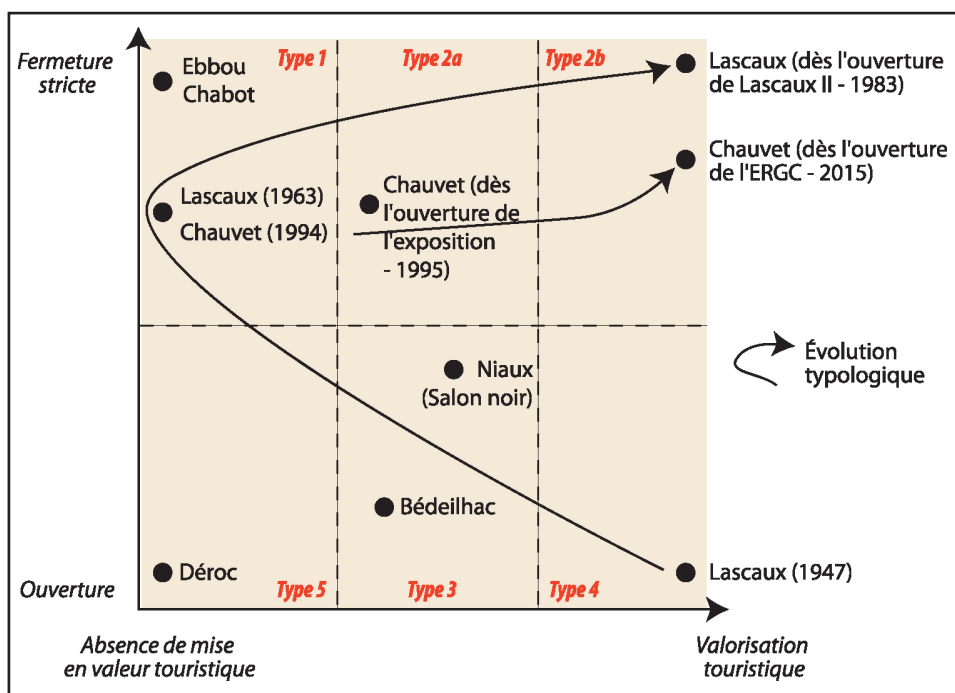 Fermeture
stricte
Type 1
Type 2a
Type 2b
Ebbou
Chabot
Lascaux (dès l'ouverture
de Lascaux II - 1983)
Chauvet (dès l'ouverture
de l'ERGC - 2015)
Lascaux (1963)
Chauvet (1994)
Chauvet (dès
l'ouverture de
l'exposition
- 1995)
Niaux
(Salon noir)
Évolution
typologique
Bédeilhac
Déroc
Lascaux (1947)
Ouverture
Type 5
Type 3
Type 4
Absence de mise
en valeur touristique
Valorisation
touristique